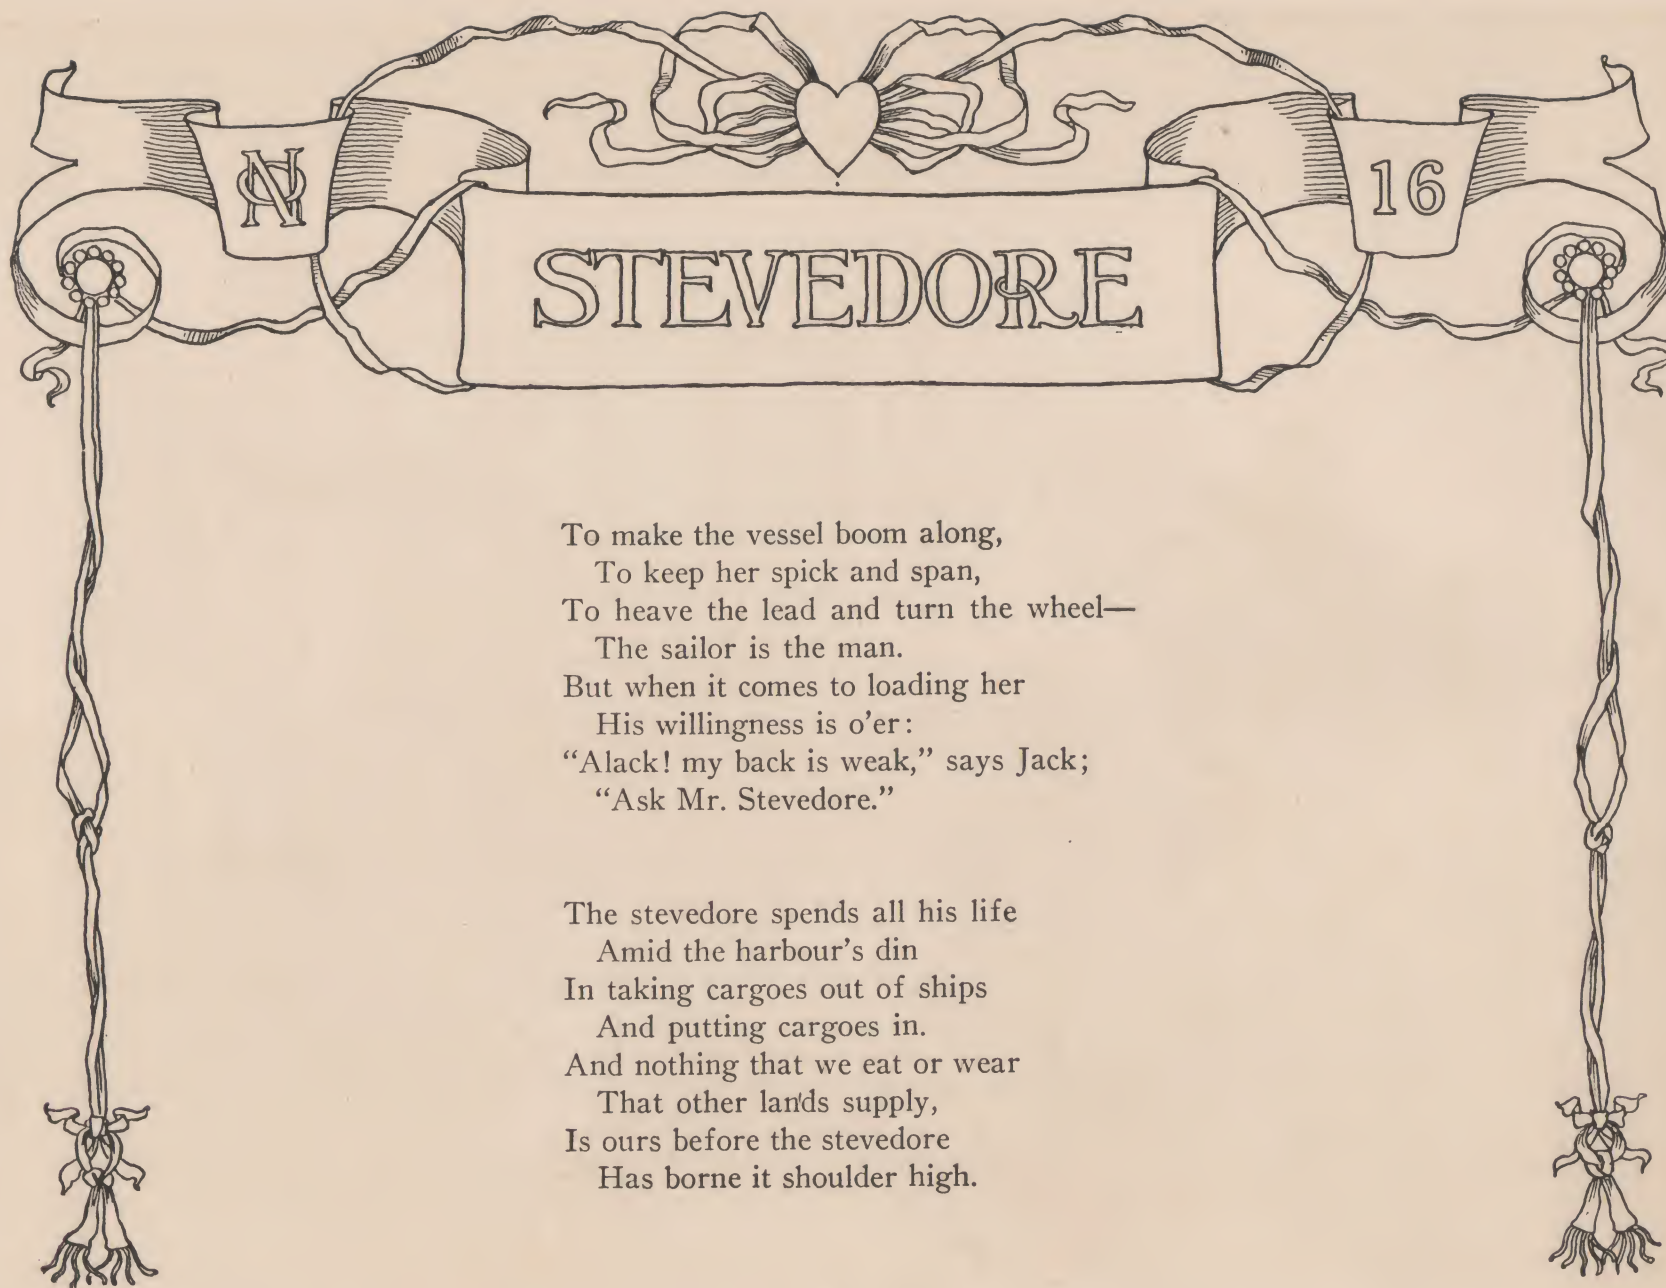 NO
16
STEVEDORE
To make the vessel boom along,
To keep her spick and span,
To heave the lead and turn the wheel—
The sailor is the man.
But when it comes to loading her
His willingness is o'er:
“Alack! my back is weak,” says Jack;
“Ask Mr. Stevedore.”
The stevedore spends all his life
Amid the harbour's din
In taking cargoes out of ships
And putting cargoes in.
And nothing that we eat or wear
That other lands supply,
Is ours before the stevedore
Has borne it shoulder high.